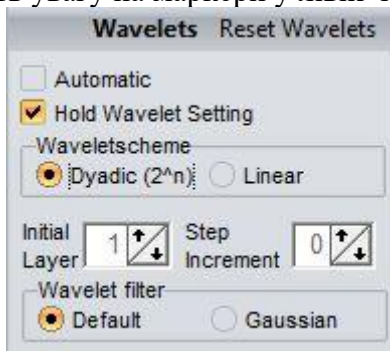 Wavelets Reset Wavelets
Automatic
Hold Wavelet Setting
Waveletscheme
Dyadic (2^n) Linear
Initial Layer 1 Step Increment 0
Wavelet filter
Default Gaussian